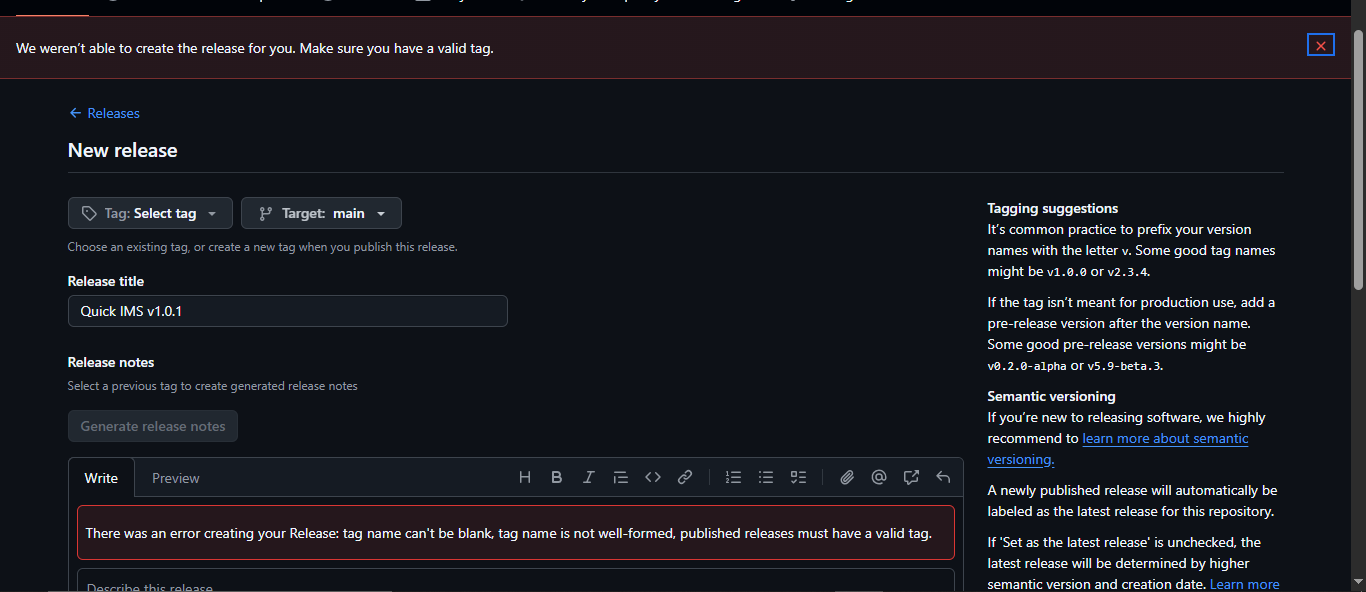 We weren’t able to create the release for you. Make sure you have a valid tag.
Releases
New release
Tag: Select tag
Target: main
Choose an existing tag, or create a new tag when you publish this release.
Release title
Quick IMS v1.0.1
Release notes
Select a previous tag to create generated release notes
Generate release notes
Write
Preview
There was an error creating your Release: tag name can't be blank, tag name is not well-formed, published releases must have a valid tag.
Describe this release
Tagging suggestions
It’s common practice to prefix your version
names with the letter v. Some good tag names
might be v1.0.0 or v2.3.4.
If the tag isn’t meant for production use, add a
pre-release version after the version name.
Some good pre-release versions might be
v0.2.0-alpha or v5.9-beta.3.
Semantic versioning
If you’re new to releasing software, we highly
recommend to learn more about semantic
versioning.
A newly published release will automatically be
labeled as the latest release for this repository.
If 'Set as the latest release' is unchecked, the
latest release will be determined by higher
semantic version and creation date. Learn more